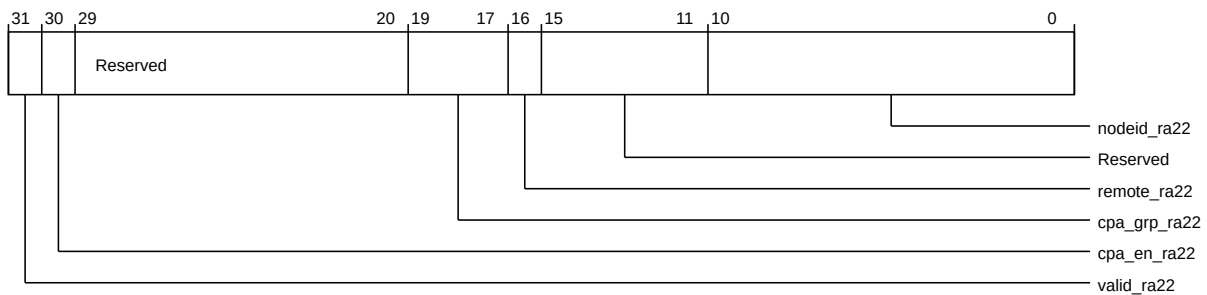 31 30 29 20 19 17 16 15 11 10 0
Reserved
nodeid_ra22
Reserved
remote_ra22
cpa_grp_ra22
cpa_en_ra22
valid_ra22